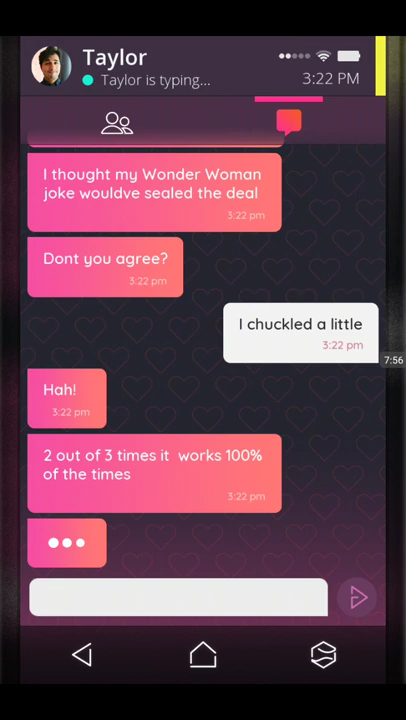 Taylor
Taylor is typing...
3:22 PM
I thought my Wonder Woman
joke wouldve sealed the deal
3:22 pm
Dont you agree?
3:22 pm
I chuckled a little
3:22 pm
7:56
Hah!
3:22 pm
2 out of 3 times it works 100%
of the times
3:22 pm